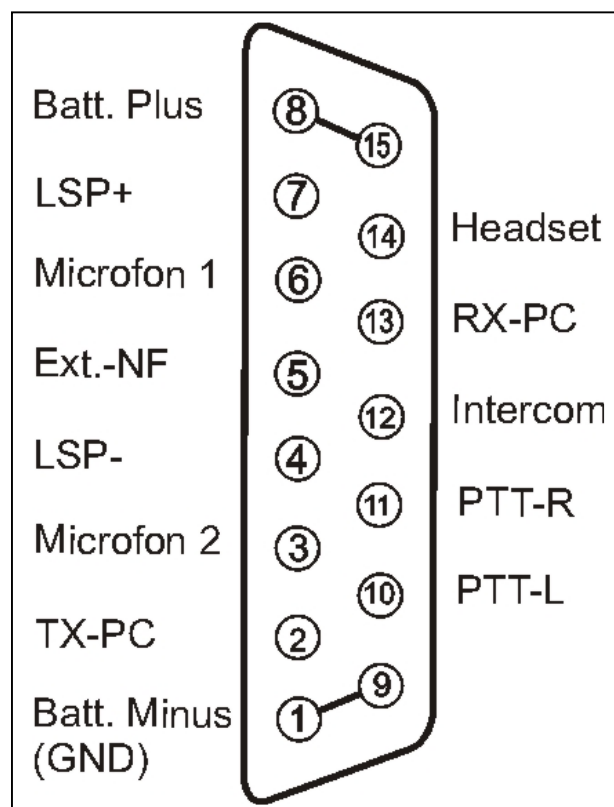 Batt. Plus
8
15
LSP+
7
14
Headset
Microfon 1
6
13
RX-PC
Ext.-NF
5
12
Intercom
LSP-
4
11
PTT-R
Microfon 2
3
10
PTT-L
TX-PC
2
9
Batt. Minus
(GND)
1